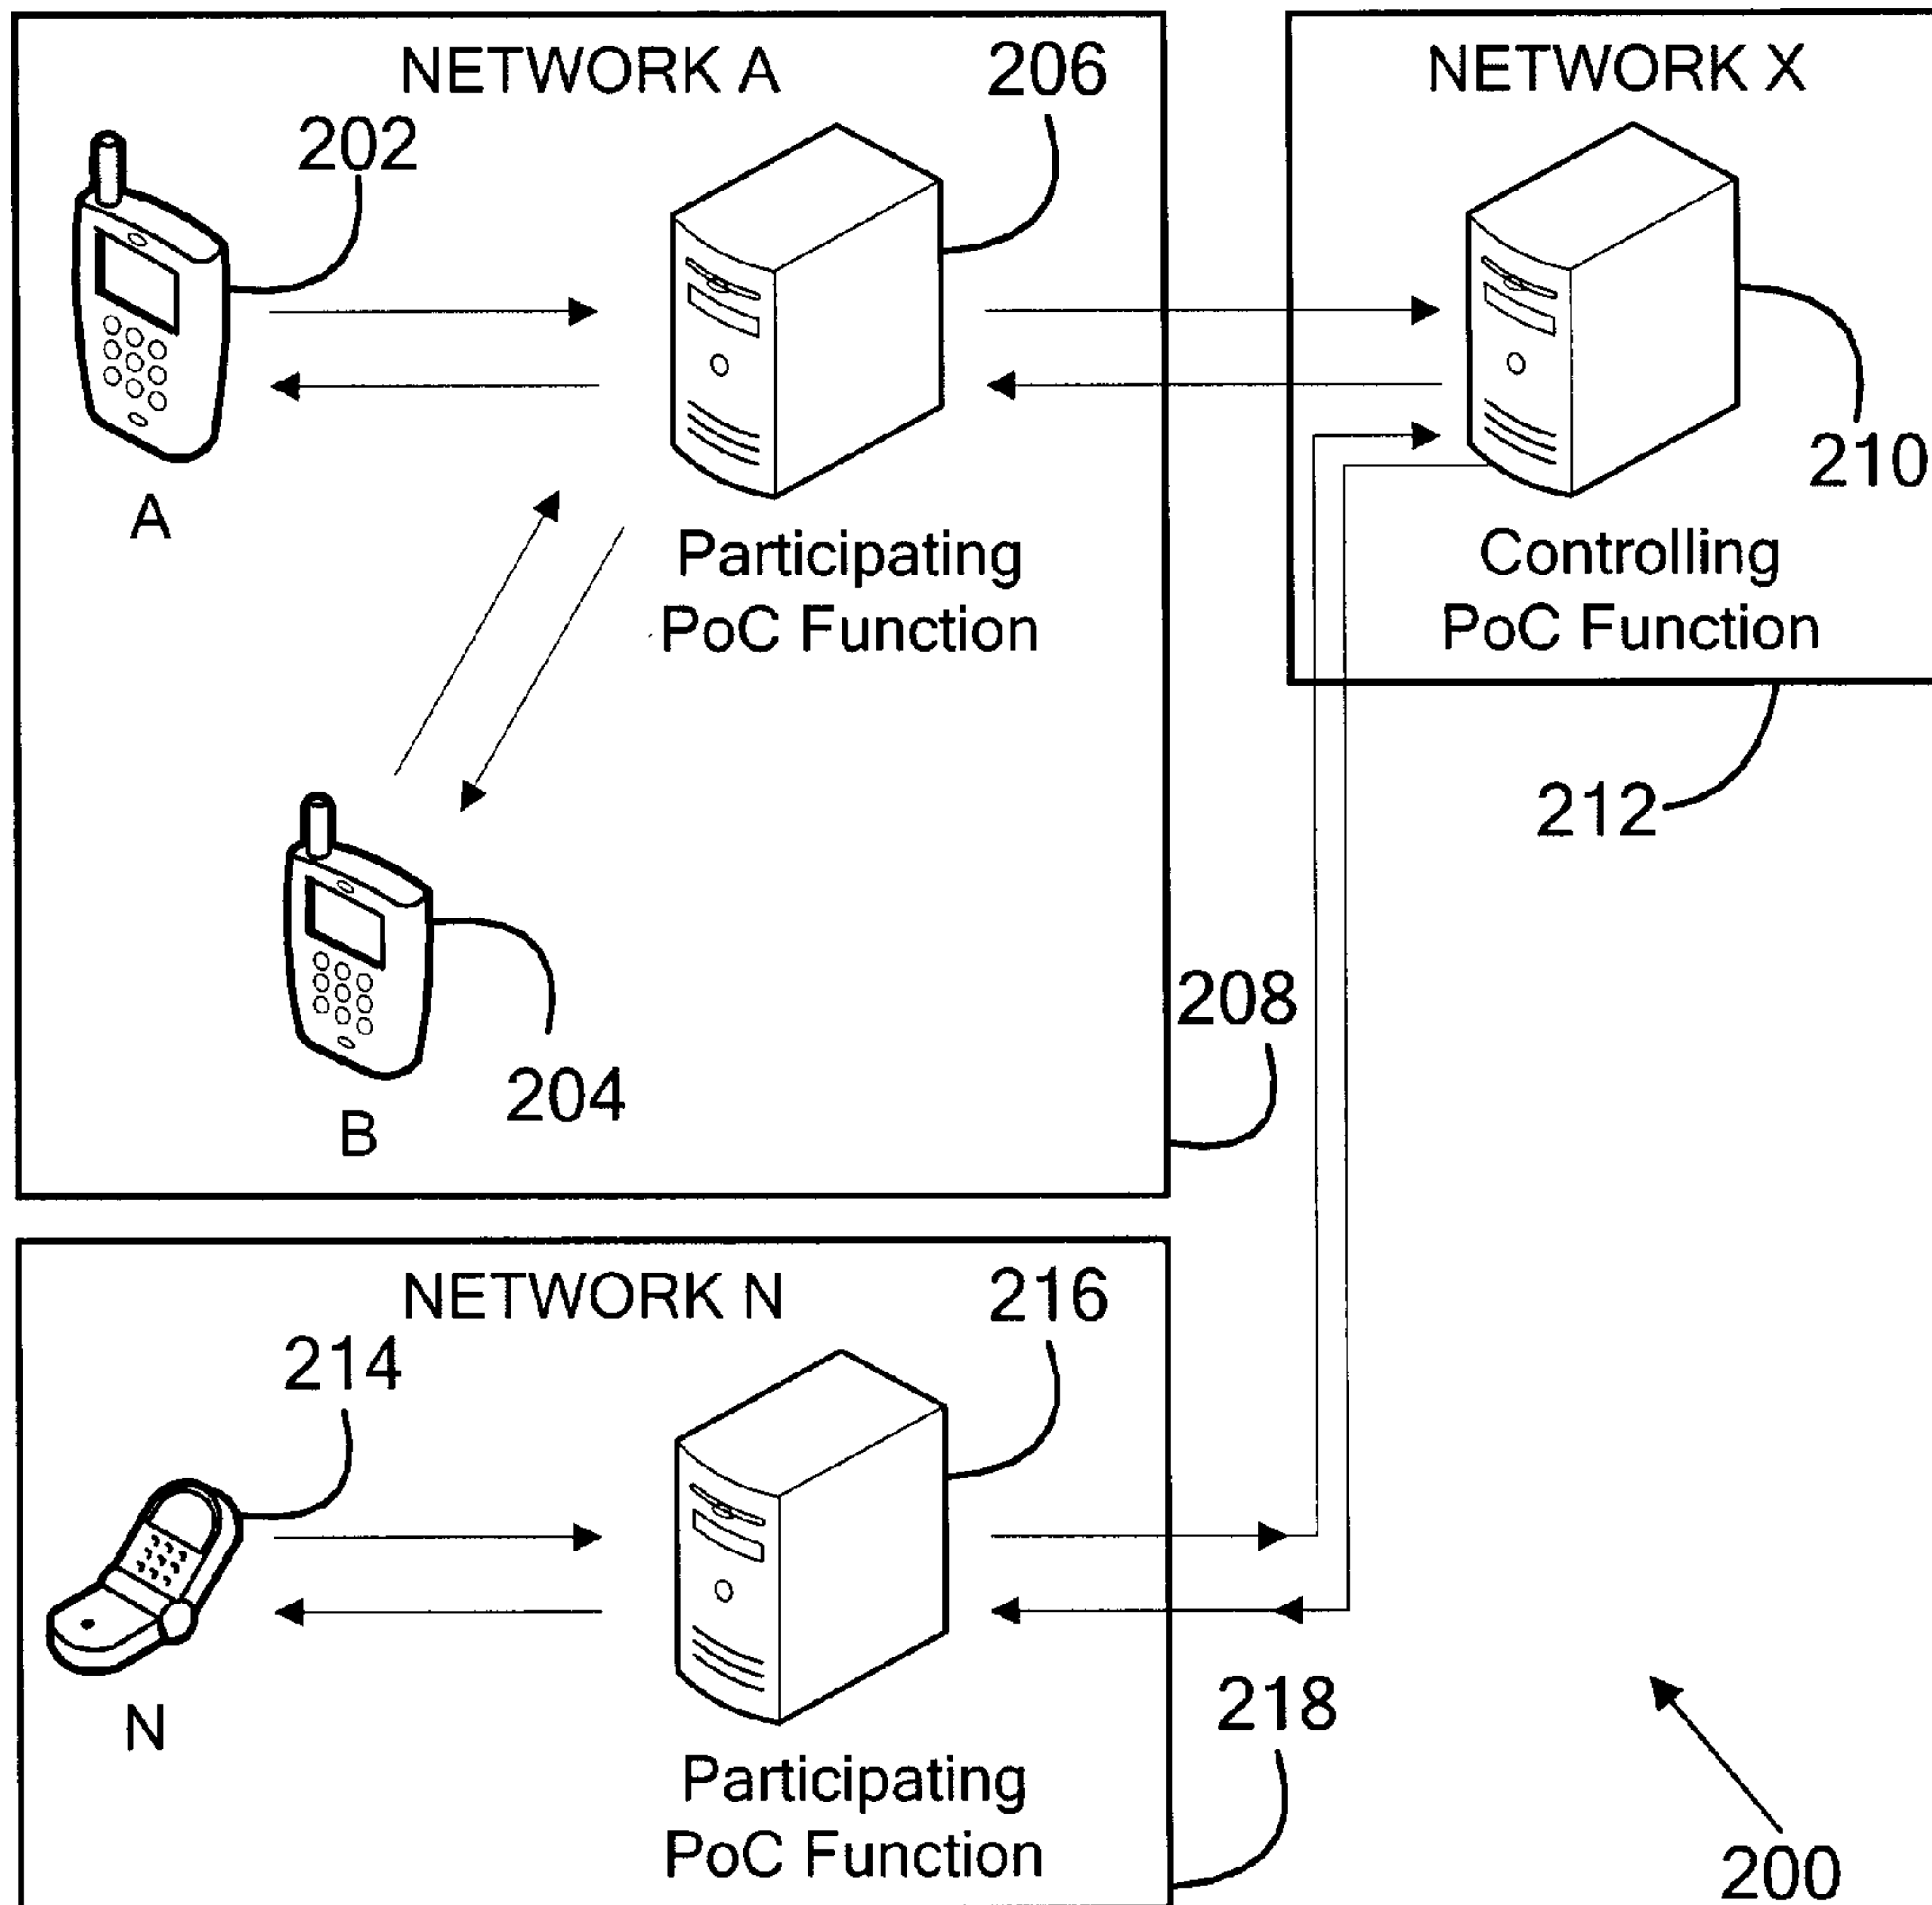 NETWORK A
206
202
A
Participating
PoC Function
B
204
208
NETWORK X
210
Controlling
PoC Function
212
NETWORK N
216
214
N
Participating
PoC Function
218
200